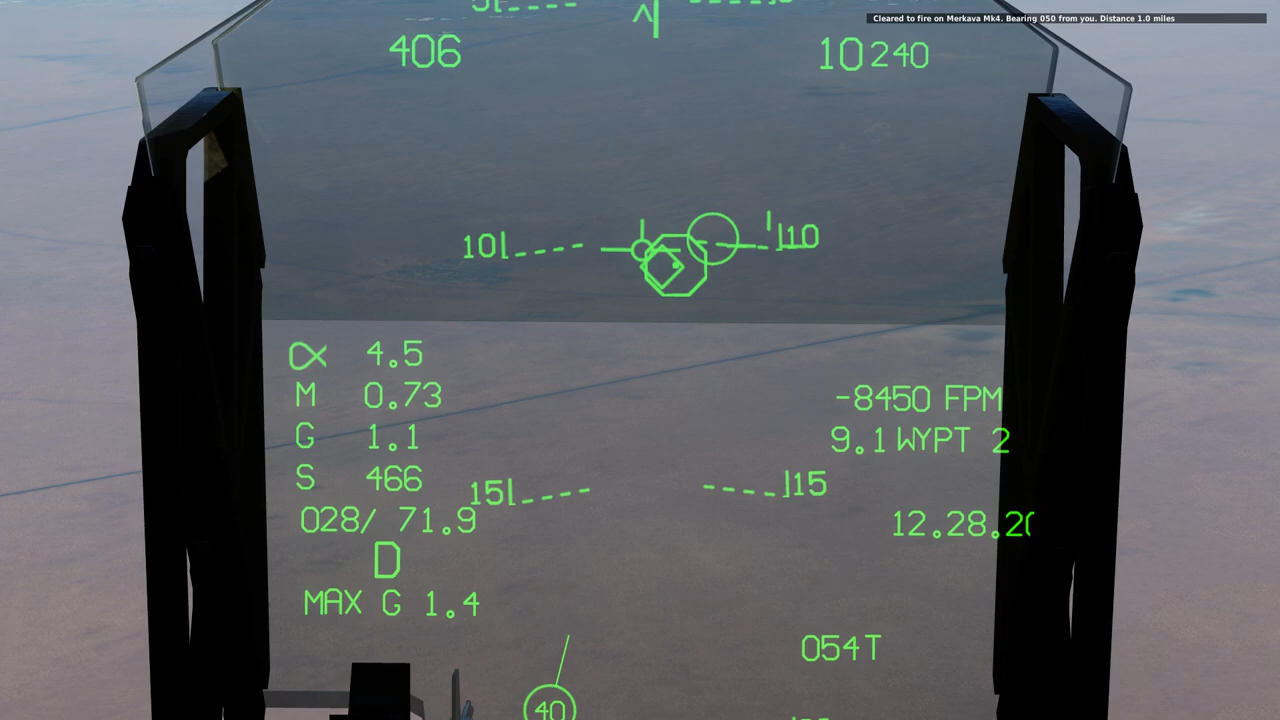 Cleared to fire on Merkava Mk4. Bearing 050 from you. Distance 1.0 miles
406
10240
10 10
α 4.5
M 0.73
G 1.1
S 466
028/ 71.9
D
MAX G 1.4
-8450 FPM
9.1 WYPT 2
15 15
12.28.20
054T
40